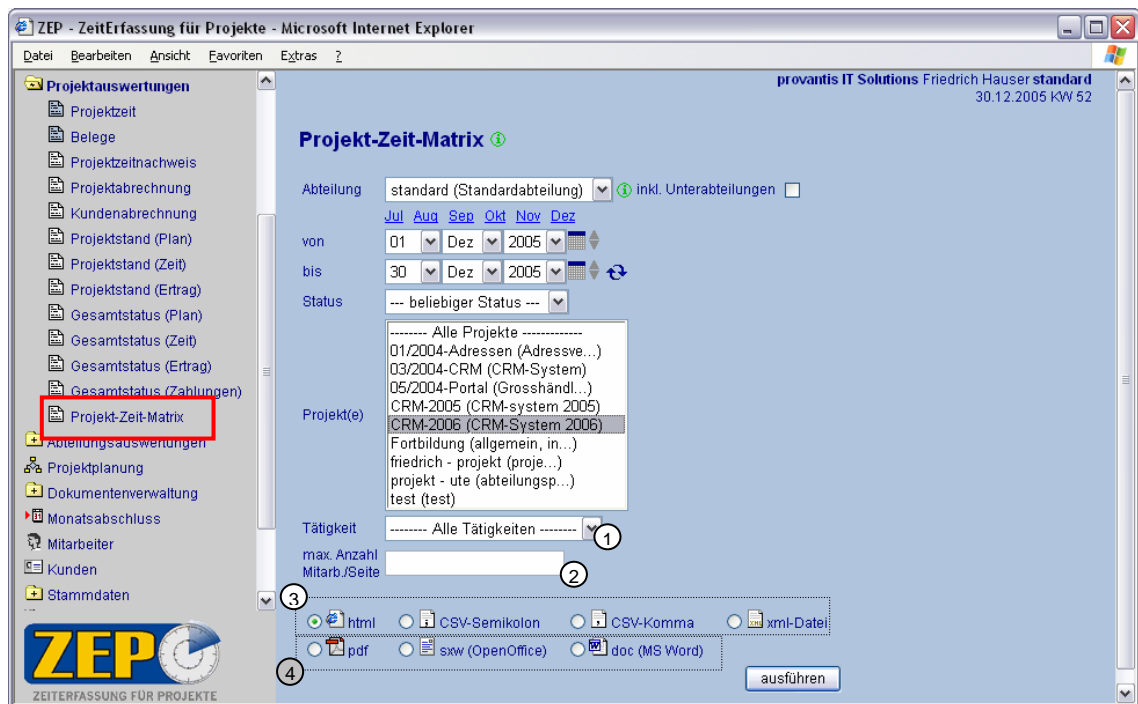 ZEP - ZeitErfassung für Projekte - Microsoft Internet Explorer
Datei Bearbeiten Ansicht Favoriten Extras ?
Projektauswertungen
Projektzeit
Belege
Projektzeitnachweis
Projektabrechnung
Kundenabrechnung
Projektstand (Plan)
Projektstand (Zeit)
Projektstand (Ertrag)
Gesamtstatus (Plan)
Gesamtstatus (Zeit)
Gesamtstatus (Ertrag)
Gesamtstatus (Zahlungen)
Projekt-Zeit-Matrix
Abteilungsauswertungen
Projektplanung
Dokumentenverwaltung
Monatsabschluss
Mitarbeiter
Kunden
Stammdaten
ZEP
ZEITERFASSUNG FÜR PROJEKTE
provantis IT Solutions Friedrich Hauser standard
30.12.2005 KW 52
Projekt-Zeit-Matrix
Abteilung standard (Standardabteilung) inkl. Unterabteilungen
Jul Aug Sep Okt Nov Dez
von 01 Dez 2005
bis 30 Dez 2005
Status --- beliebiger Status ---
Projekt(e)
-------- Alle Projekte -------------
01/2004-Adressen (Adressve...)
03/2004-CRM (CRM-System)
05/2004-Portal (Grosshändl...)
CRM-2005 (CRM-system 2005)
CRM-2006 (CRM-System 2006)
Fortbildung (allgemein, in...)
friedrich - projekt (proje...)
projekt - ute (abteilungsp...)
test (test)
Tätigkeit -------- Alle Tätigkeiten --------
1
max. Anzahl
Mitarb./Seite
2
3
html CSV-Semikolon CSV-Komma xml-Datei
pdf sxw (OpenOffice) doc (MS Word)
4
ausführen